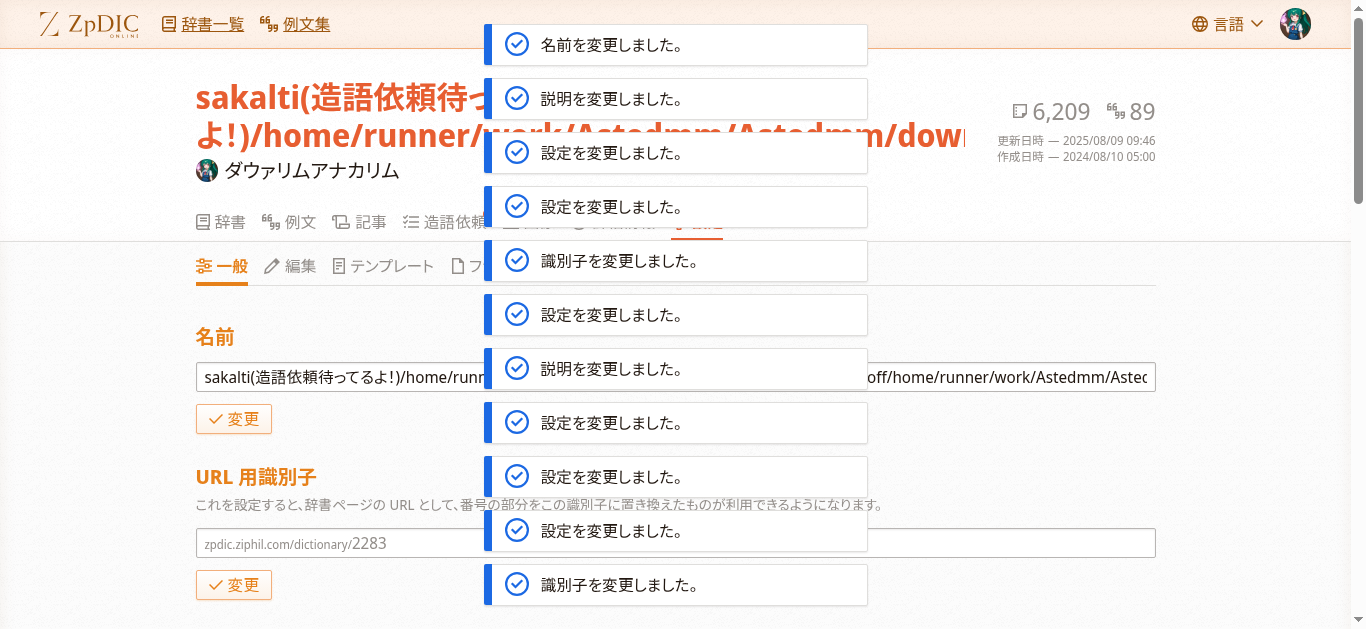 ZpDIC
ONLINE
辞書一覧
例文集
言語
名前を変更しました。
説明を変更しました。
設定を変更しました。
設定を変更しました。
識別子を変更しました。
設定を変更しました。
説明を変更しました。
設定を変更しました。
設定を変更しました。
設定を変更しました。
識別子を変更しました。
sakalti(造語依頼待っ
よ!)/home/runner/work/Astedmm/Astedmm/down
6,209
89
更新日時 — 2025/08/09 09:46
作成日時 — 2024/08/10 05:00
ダウァリムアナカリム
辞書
例文
記事
造語依頼
一般
編集
テンプレート
名前
sakalti(造語依頼待ってるよ!)/home/runn
off/home/runner/work/Astedmm/Astec
変更
URL 用識別子
これを設定すると、辞書ページの URL として、番号の部分をこの識別子に置き換えたものが利用できるようになります。
zpdic.ziphil.com/dictionary/2283
変更